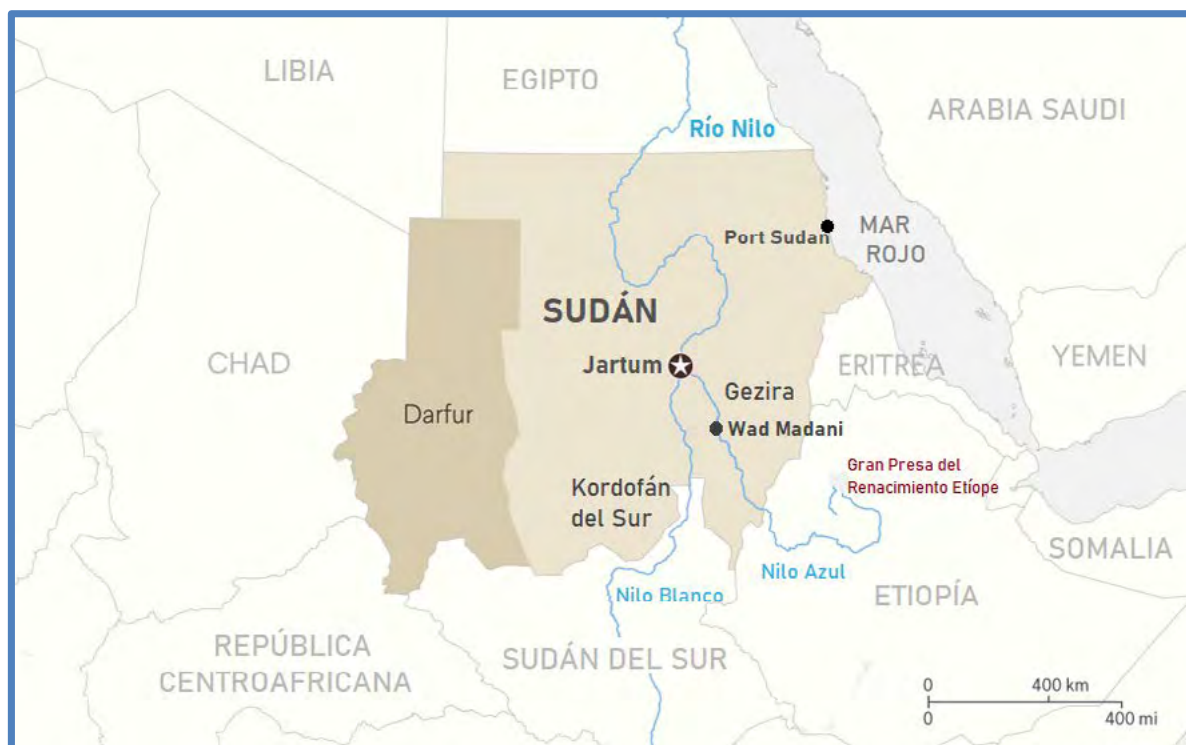 LIBIA
EGIPTO
ARABIA SAUDI
Río Nilo
Port Sudan
MAR
ROJO
SUDÁN
CHAD
Jartum
ERITREA
YEMEN
Gezira
Darfur
Wad Madani
Gran Presa del
Renacimiento Etíope
Kordofán
del Sur
SOMALIA
Nilo Azul
Nilo Blanco
ETIOPÍA
REPÚBLICA
CENTROAFRICANA
SUDÁN DEL SUR
0
400 km
0
400 mi